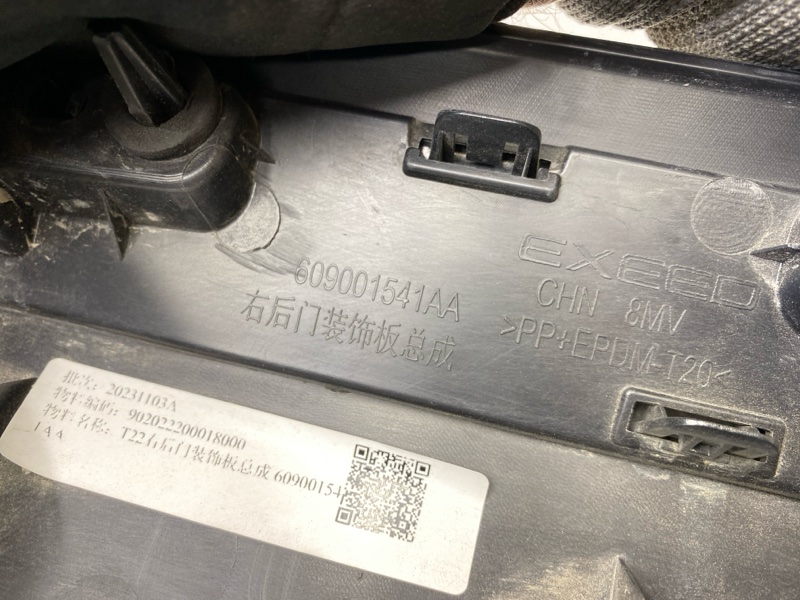 EXEED
609001541AA
CHN 8MV
右后门装饰板总成
>PP+EPDM-T20<
批次: 20231103A
物料编码: 902022200018000
物料名称: T22右后门装饰板总成 60900154
1AA